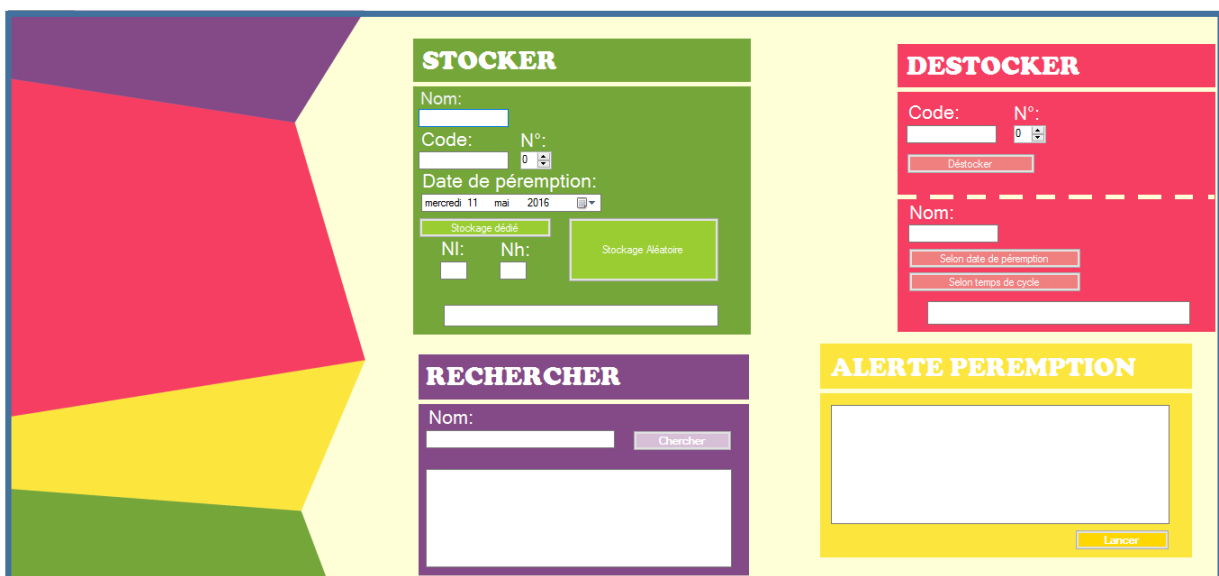 STOCKER
Nom:
Code: N°:
0
Date de péremption:
mercredi 11 mai 2016
Stockage dédié
Stockage Aléatoire
Nl: Nh:
DESTOCKER
Code: N°:
0
Déstocker
Nom:
Selon date de péremption
Selon temps de cycle
RECHERCHER
Nom:
Chercher
ALERTE PEREMPTION
Lancer